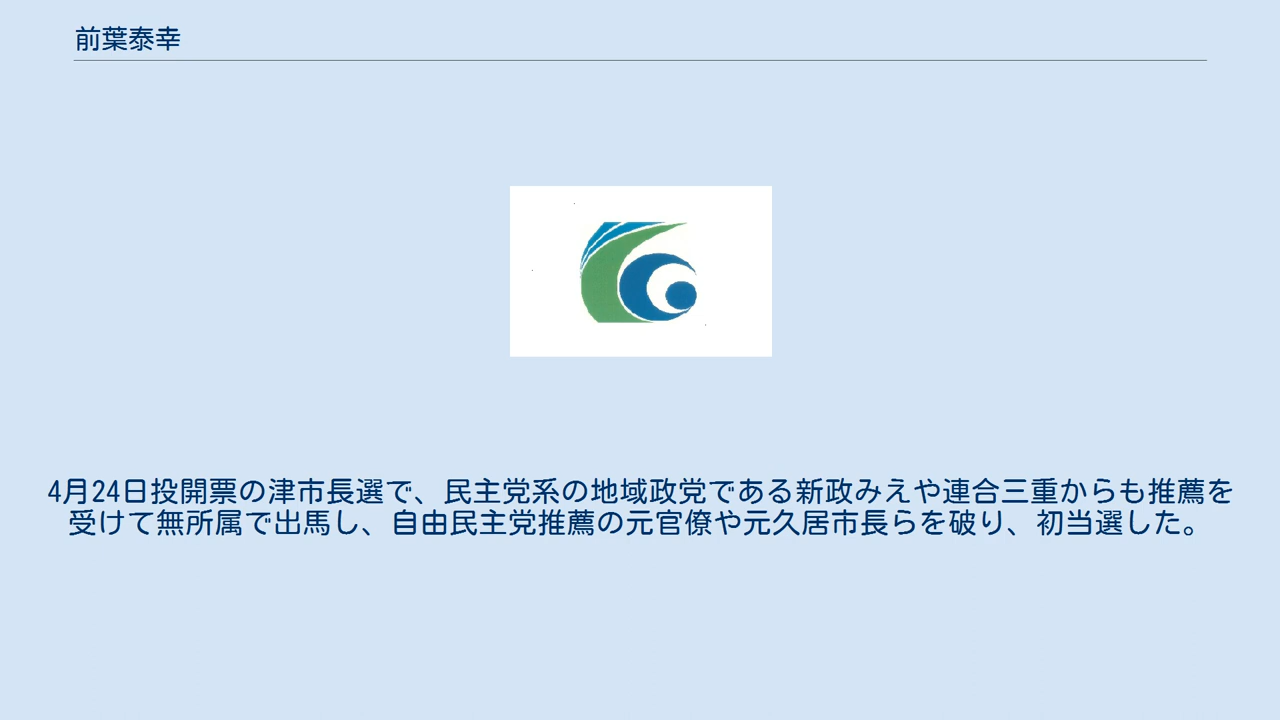 前葉泰幸
4月24日投開票の津市長選で、民主党系の地域政党である新政みえや連合三重からも推薦を
受けて無所属で出馬し、自由民主党推薦の元官僚や元久居市長らを破り、初当選した。